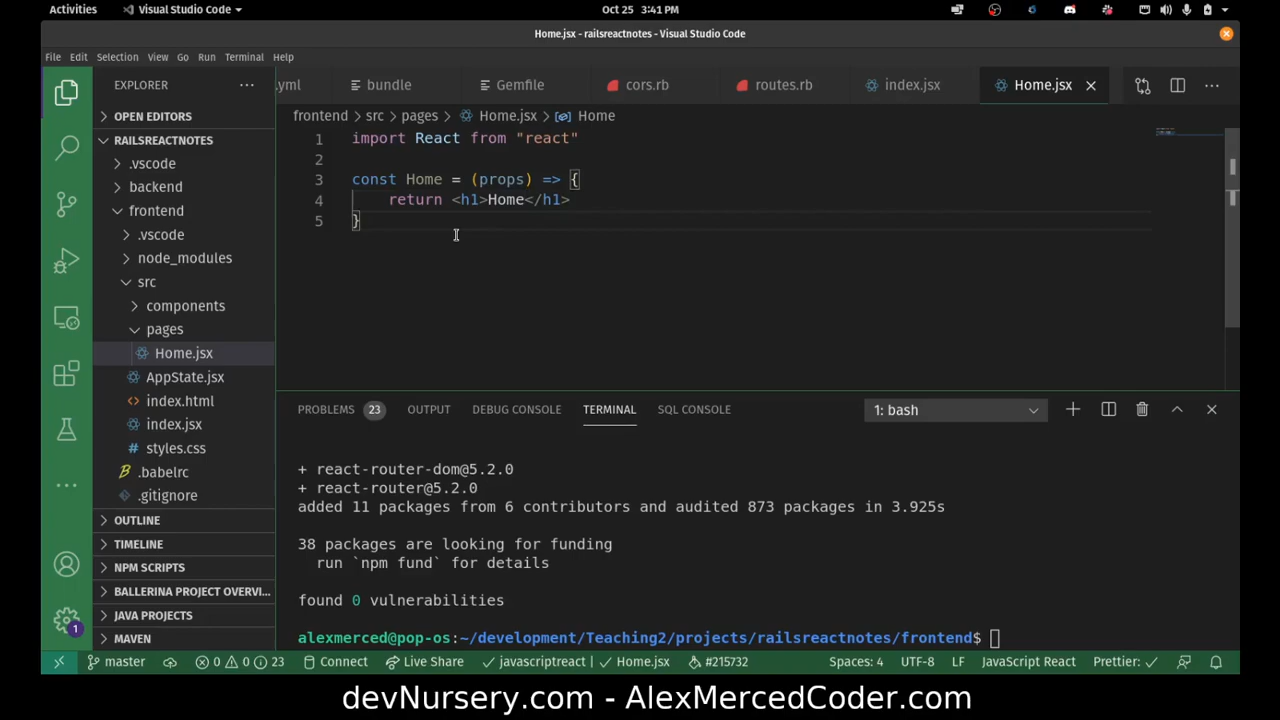 Activities
Visual Studio Code
Oct 25 3:41 PM
Home.jsx - railsreactnotes - Visual Studio Code
File Edit Selection View Go Run Terminal Help
EXPLORER
.yml
bundle
Gemfile
cors.rb
routes.rb
index.jsx
Home.jsx
OPEN EDITORS
RAILSREACTNOTES
.vscode
backend
frontend
.vscode
node_modules
src
components
pages
Home.jsx
AppState.jsx
index.html
index.jsx
styles.css
.babelrc
.gitignore
OUTLINE
TIMELINE
NPM SCRIPTS
BALLERINA PROJECT OVERVI...
JAVA PROJECTS
MAVEN
1
frontend > src > pages > Home.jsx > Home
1 import React from "react"
2
3 const Home = (props) => {
4 return <h1>Home</h1>
5 }
PROBLEMS 23 OUTPUT DEBUG CONSOLE TERMINAL SQL CONSOLE 1: bash
+ react-router-dom@5.2.0
+ react-router@5.2.0
added 11 packages from 6 contributors and audited 873 packages in 3.925s
38 packages are looking for funding
run `npm fund` for details
found 0 vulnerabilities
alexmerced@pop-os:~/development/Teaching2/projects/railsreactnotes/frontend$
master 0 0 23 Connect Live Share javascriptreact | Home.jsx #215732 Spaces: 4 UTF-8 LF JavaScript React Prettier:
devNursery.com - AlexMercedCoder.com